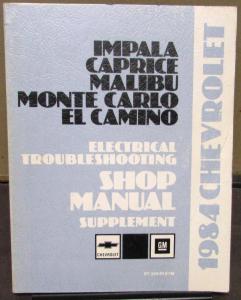 IMPALA
CAPRICE
MALIBU
MONTE CARLO
EL CAMINO
ELECTRICAL
TROUBLESHOOTING
SHOP
MANUAL
SUPPLEMENT
CHEVROLET
GM
1984 CHEVROLET